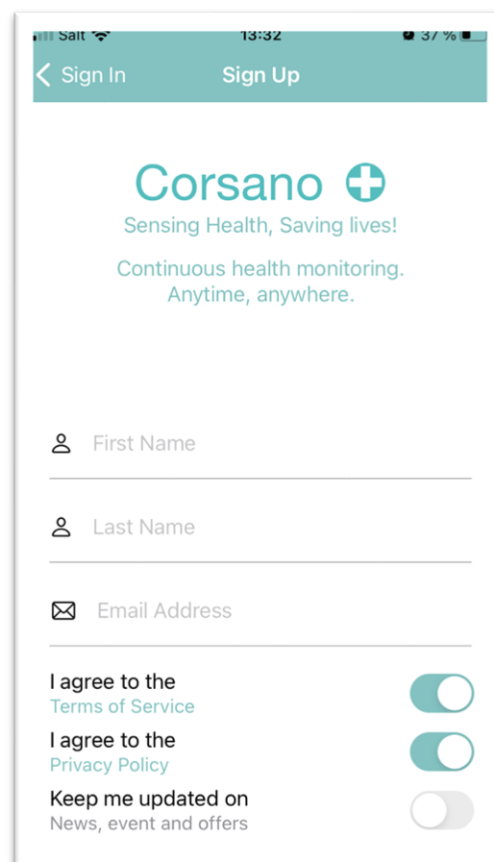 Salt 13:32 37 %
Sign In Sign Up
Corsano
Sensing Health, Saving lives!
Continuous health monitoring.
Anytime, anywhere.
First Name
Last Name
Email Address
I agree to the
Terms of Service
I agree to the
Privacy Policy
Keep me updated on
News, event and offers